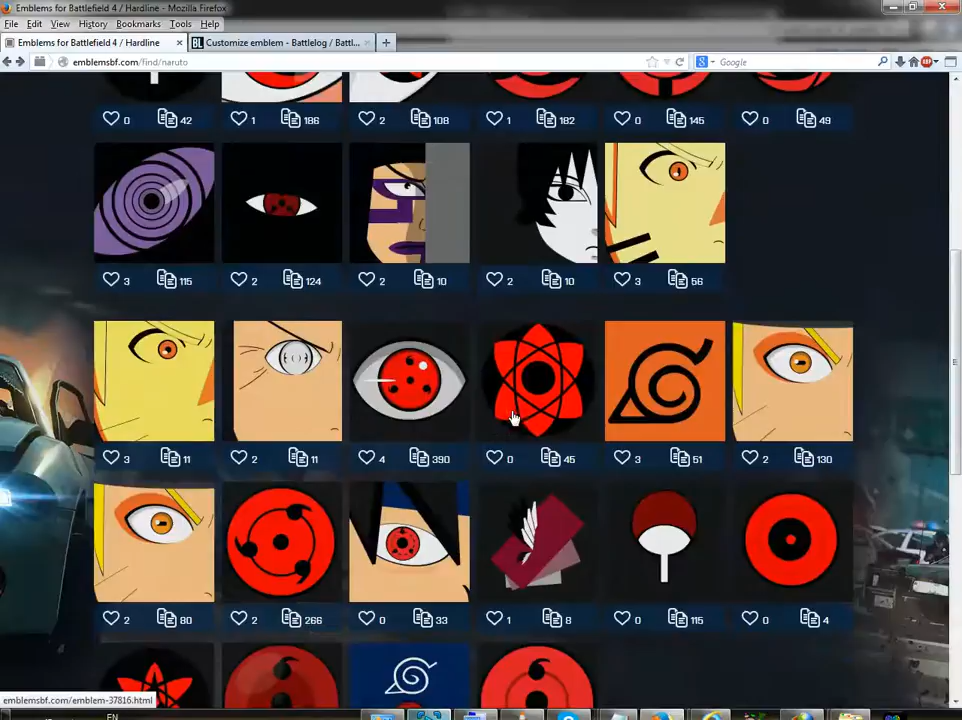 Emblems for Battlefield 4 / Hardline - Mozilla Firefox
File Edit View History Bookmarks Tools Help
Emblems for Battlefield 4 / Hardline × BL Customize emblem - Battlelog / Battl... × +
emblemsbf.com/find/naruto Google
0 42 1 186 2 108 1 182 0 145 0 49
3 115 2 124 2 10 2 10 3 56
3 11 2 11 4 390 0 45 3 51 2 130
2 80 2 266 0 33 1 8 0 115 0 4
emblemsbf.com/emblem-37816.html
EN